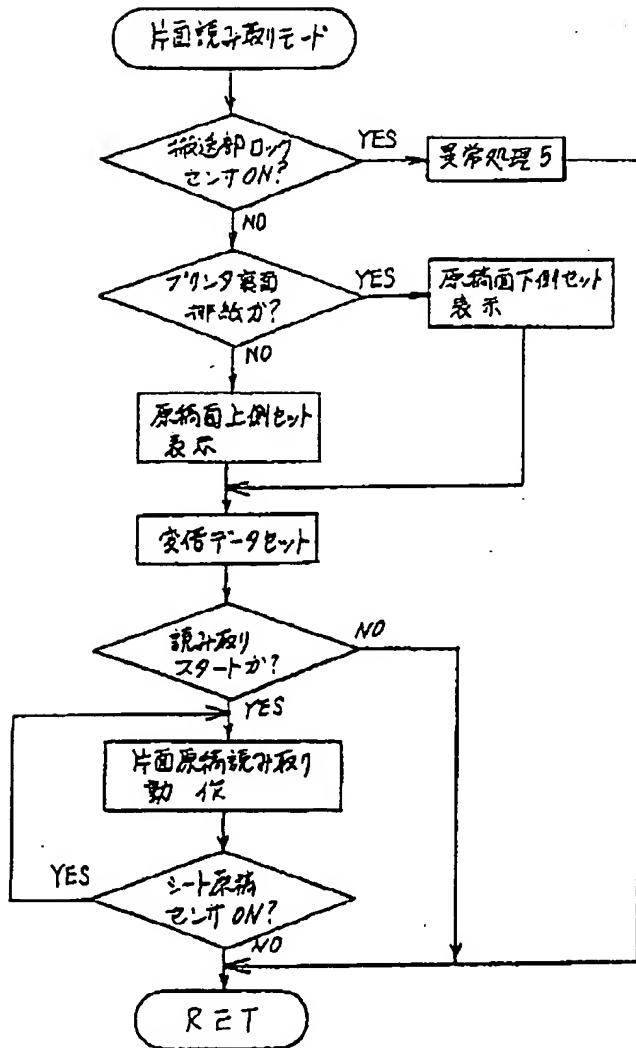 片面読み取りモード
搬送部ロック
センサON?
YES
異常処理5
NO
プリンタ裏面
排紙か?
YES
原稿面下側セット
表示
NO
原稿面上側セット
表示
変倍データセット
読み取り
スタートか?
NO
YES
片面原稿読み取り
動作
シート原稿
センサON?
YES
NO
RET